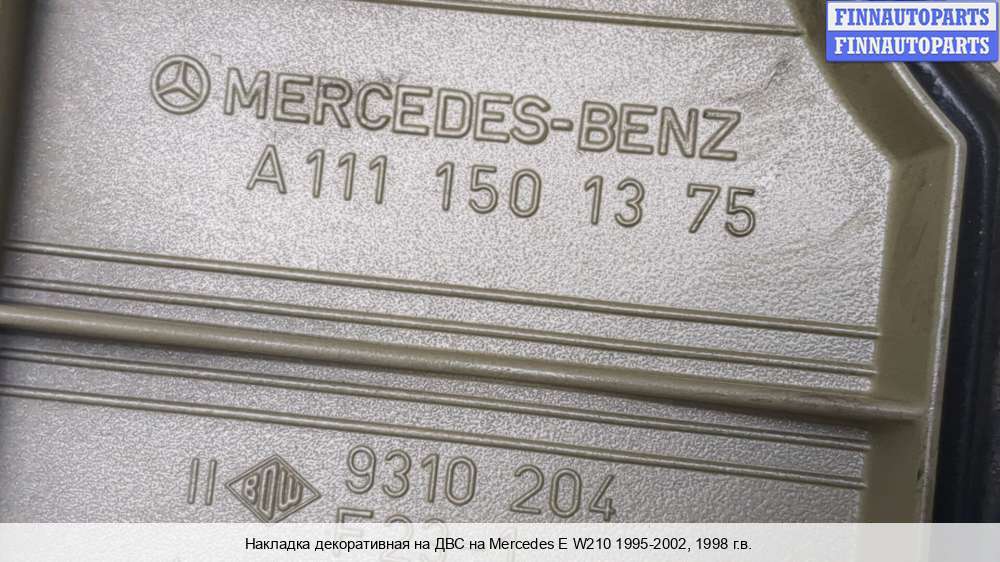 FINNAUTOPARTS
FINNAUTOPARTS
MERCEDES-BENZ
A 111 150 13 75
II BOW 9310 204
Накладка декоративная на ДВС на Mercedes E W210 1995-2002, 1998 г.в.